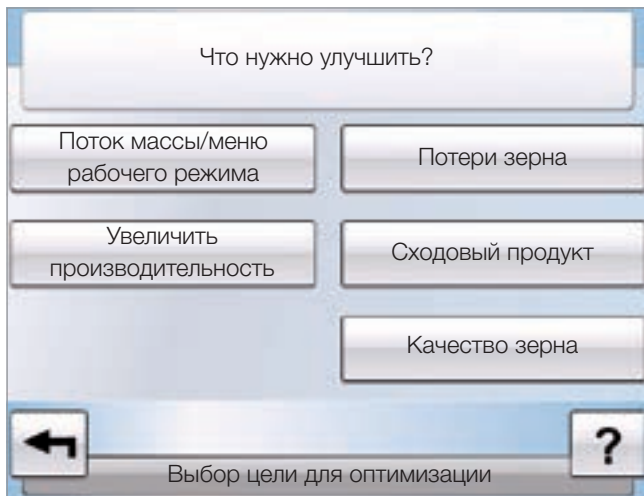 Что нужно улучшить?
Поток массы/меню
рабочего режима
Потери зерна
Увеличить
производительность
Сходовый продукт
Качество зерна
?
Выбор цели для оптимизации